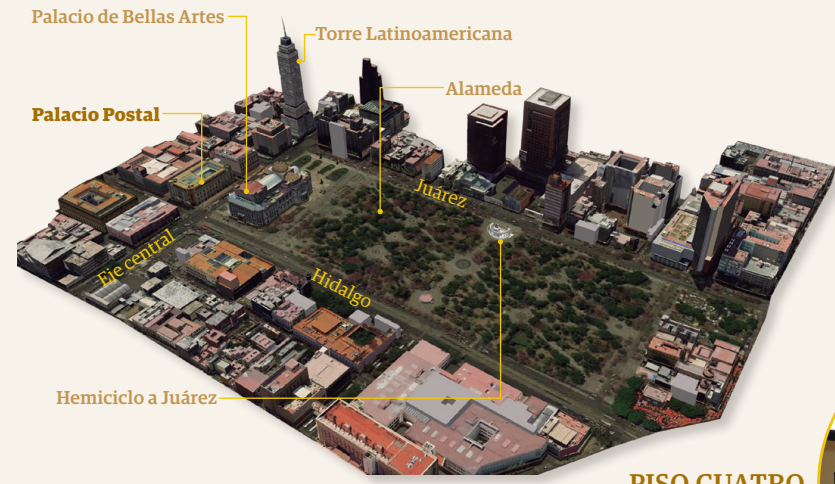 Palacio de Bellas Artes
Torre Latinoamericana
Alameda
Palacio Postal
Juárez
Eje central
Hidalgo
Hemiciclo a Juárez
PISO CUATRO